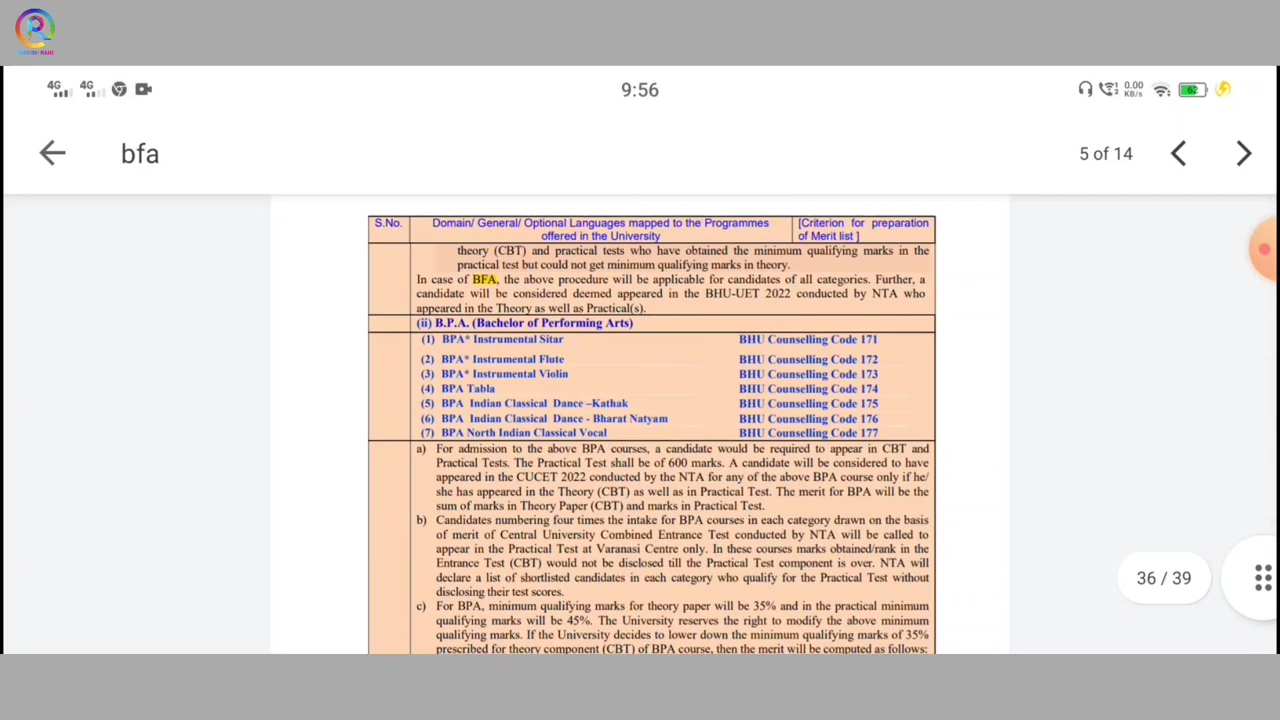 4G 4G 9:56 0.00 KB/s 62
bfa 5 of 14
S.No. Domain/ General/ Optional Languages mapped to the Programmes offered in the University [Criterion for preparation of Merit list ]
theory (CBT) and practical tests who have obtained the minimum qualifying marks in the
practical test but could not get minimum qualifying marks in theory.
In case of BFA, the above procedure will be applicable for candidates of all categories. Further, a
candidate will be considered deemed appeared in the BHU-UET 2022 conducted by NTA who
appeared in the Theory as well as Practical(s).
(ii) B.P.A. (Bachelor of Performing Arts)
(1) BPA* Instrumental Sitar BHU Counselling Code 171
(2) BPA* Instrumental Flute BHU Counselling Code 172
(3) BPA* Instrumental Violin BHU Counselling Code 173
(4) BPA Tabla BHU Counselling Code 174
(5) BPA Indian Classical Dance –Kathak BHU Counselling Code 175
(6) BPA Indian Classical Dance - Bharat Natyam BHU Counselling Code 176
(7) BPA North Indian Classical Vocal BHU Counselling Code 177
a) For admission to the above BPA courses, a candidate would be required to appear in CBT and
Practical Tests. The Practical Test shall be of 600 marks. A candidate will be considered to have
appeared in the CUCET 2022 conducted by the NTA for any of the above BPA course only if he/
she has appeared in the Theory (CBT) as well as in Practical Test. The merit for BPA will be the
sum of marks in Theory Paper (CBT) and marks in Practical Test.
b) Candidates numbering four times the intake for BPA courses in each category drawn on the basis
of merit of Central University Combined Entrance Test conducted by NTA will be called to
appear in the Practical Test at Varanasi Centre only. In these courses marks obtained/rank in the
Entrance Test (CBT) would not be disclosed till the Practical Test component is over. NTA will
declare a list of shortlisted candidates in each category who qualify for the Practical Test without
disclosing their test scores.
c) For BPA, minimum qualifying marks for theory paper will be 35% and in the practical minimum
qualifying marks will be 45%. The University reserves the right to modify the above minimum
qualifying marks. If the University decides to lower down the minimum qualifying marks of 35%
prescribed for theory component (CBT) of BPA course, then the merit will be computed as follows:
36 / 39